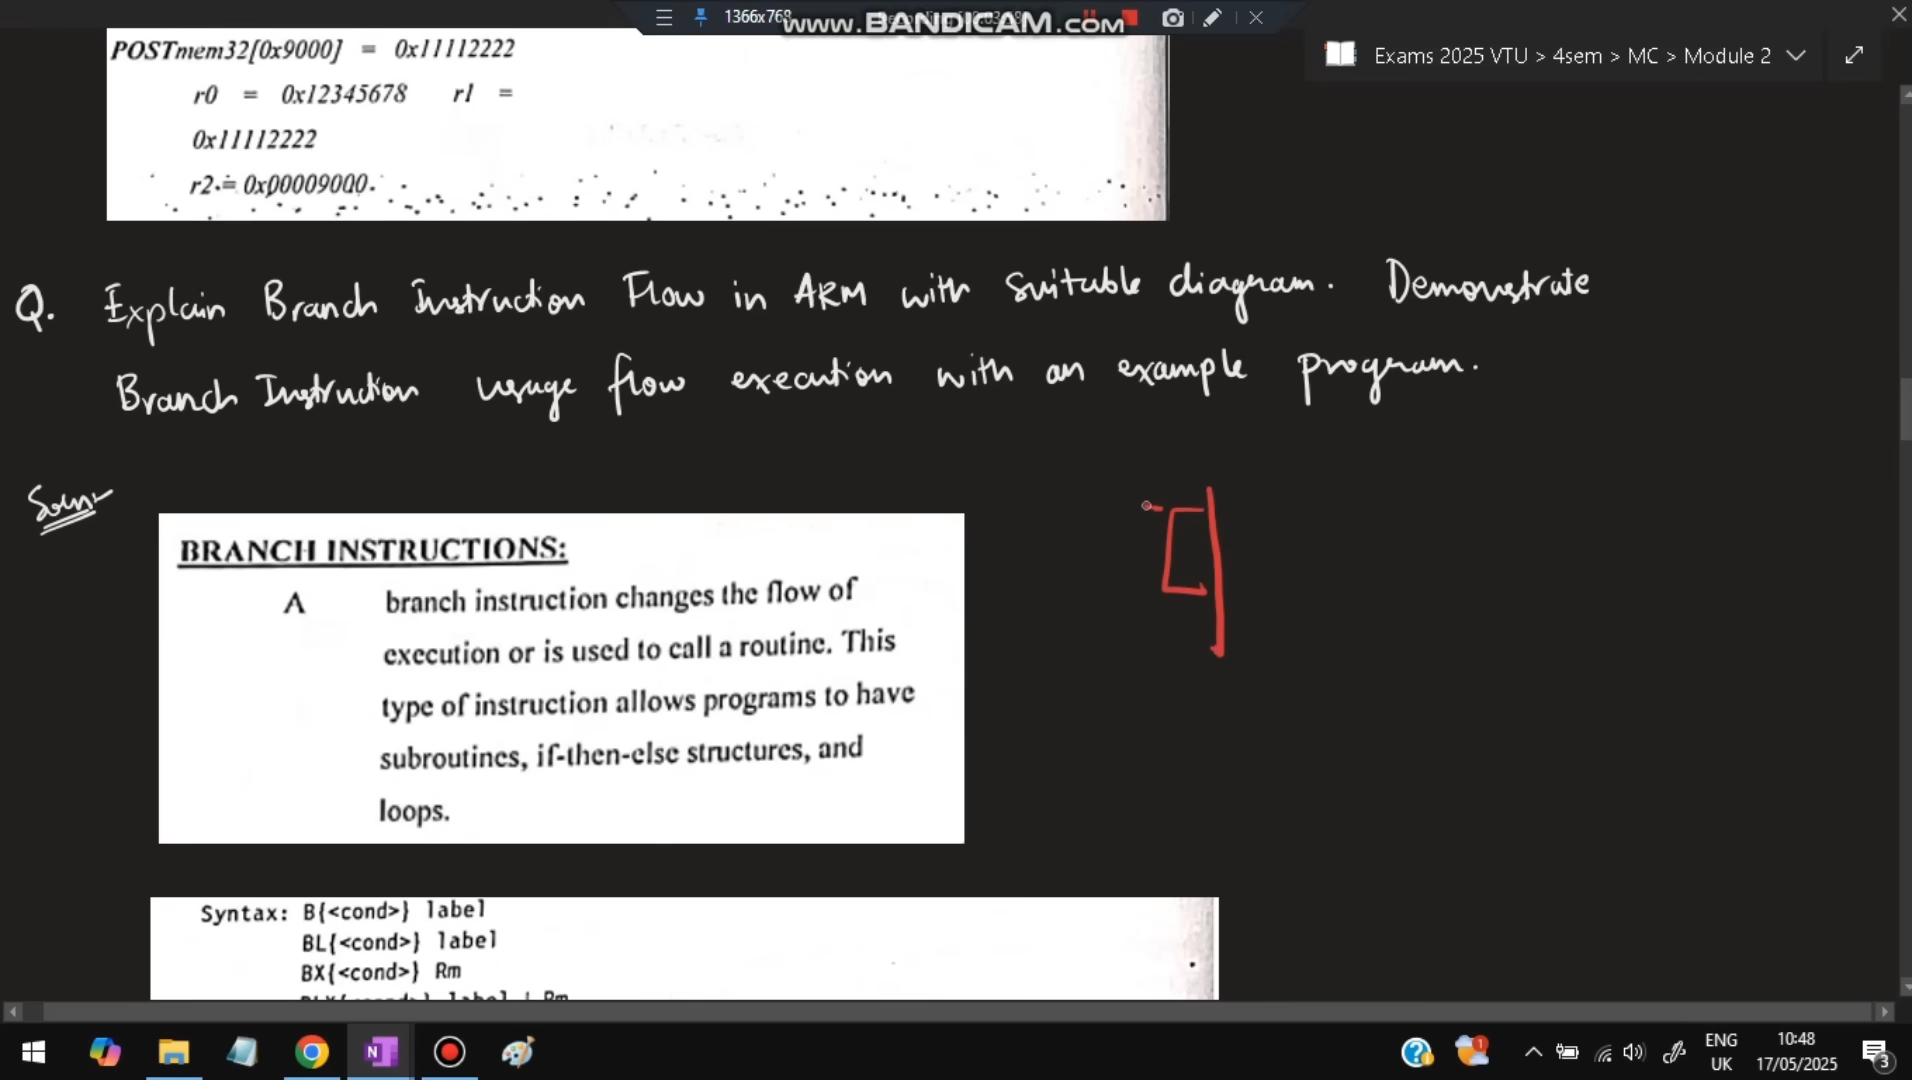 1366x768
www.BANDICAM.com
Exams 2025 VTU > 4sem > MC > Module 2
POSTmem32[0x9000] = 0x11112222
r0 = 0x12345678 r1 =
0x11112222
r2 = 0x00009000
Q. Explain Branch Instruction Flow in ARM with suitable diagram. Demonstrate
Branch Instruction usage flow execution with an example program.
Soln
BRANCH INSTRUCTIONS:
A branch instruction changes the flow of
execution or is used to call a routine. This
type of instruction allows programs to have
subroutines, if-then-else structures, and
loops.
Syntax: B{<cond>} label
BL{<cond>} label
BX{<cond>} Rm
ENG
UK
10:48
17/05/2025
3